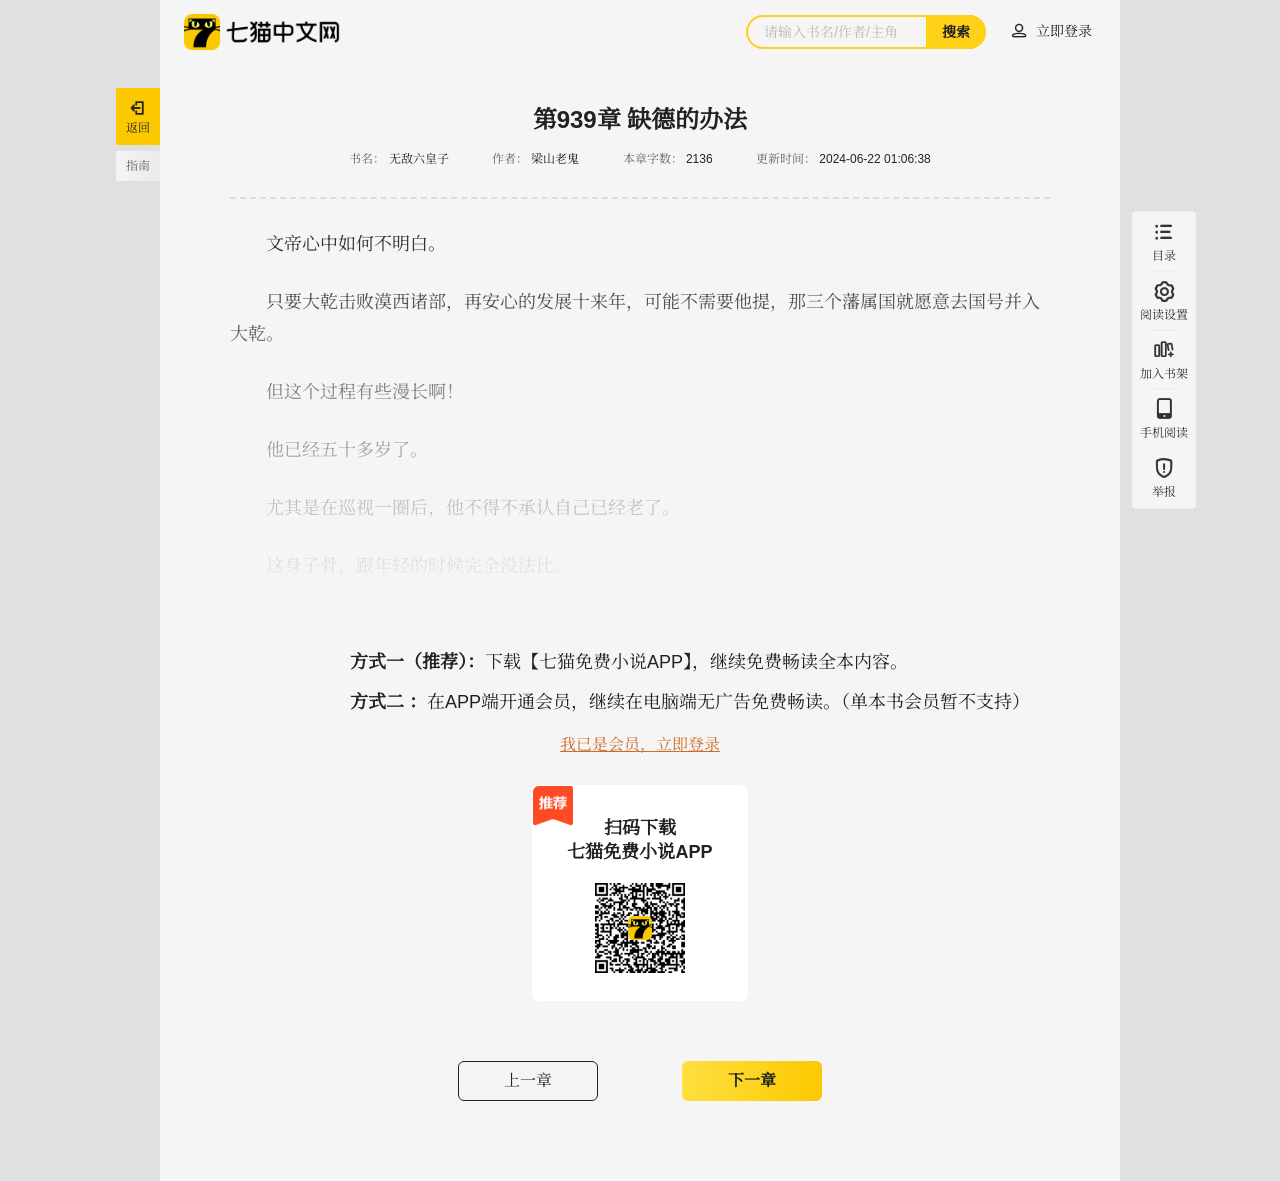 七猫中文网
请输入书名/作者/主角
搜索
立即登录
返回
指南
第939章 缺德的办法
书名： 无敌六皇子 作者： 梁山老鬼 本章字数： 2136 更新时间： 2024-06-22 01:06:38
文帝心中如何不明白。
只要大乾击败漠西诸部，再安心的发展十来年，可能不需要他提，那三个藩属国就愿意去国号并入
大乾。
但这个过程有些漫长啊！
他已经五十多岁了。
尤其是在巡视一圈后，他不得不承认自己已经老了。
这身子骨，跟年轻的时候完全没法比。
目录
阅读设置
加入书架
手机阅读
举报
方式一（推荐）：下载【七猫免费小说APP】，继续免费畅读全本内容。
方式二 ：在APP端开通会员，继续在电脑端无广告免费畅读。（单本书会员暂不支持）
我已是会员，立即登录
推荐
扫码下载
七猫免费小说APP
上一章
下一章